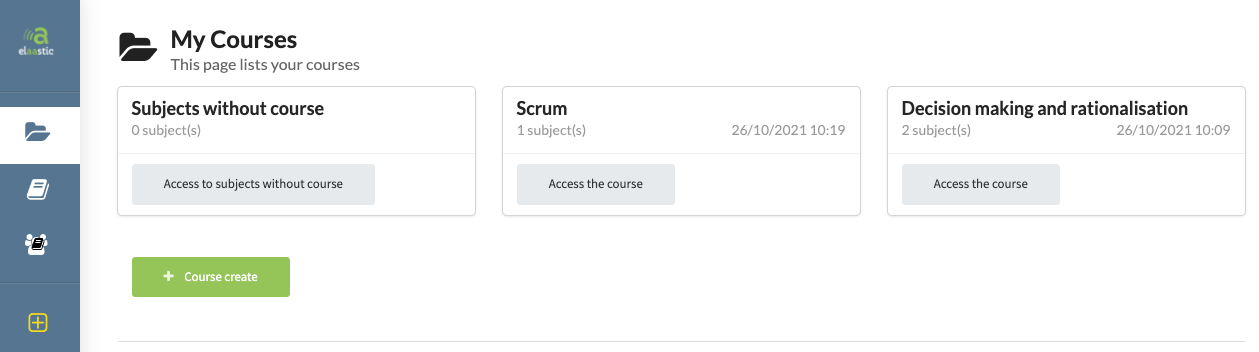 elaastic
My Courses
This page lists your courses
Subjects without course
0 subject(s)
Access to subjects without course
Scrum
1 subject(s) 26/10/2021 10:19
Access the course
Decision making and rationalisation
2 subject(s) 26/10/2021 10:09
Access the course
Course create